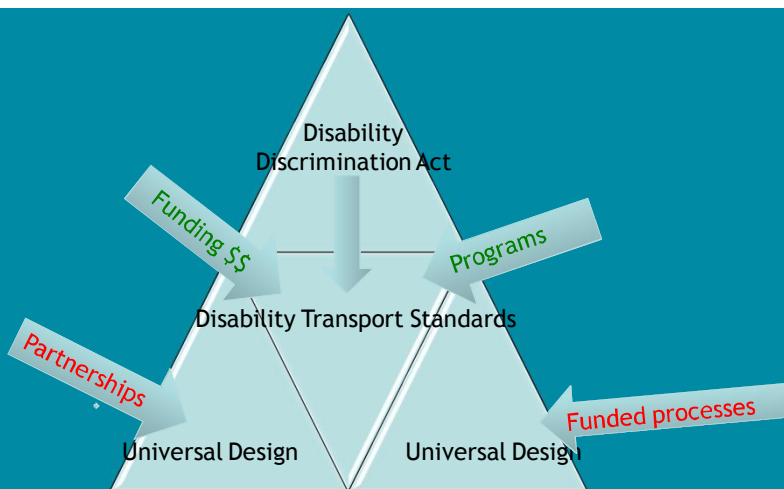 Disability
Discrimination Act
Funding $$
Programs
Disability Transport Standards
Partnerships
Funded processes
Universal Design
Universal Design